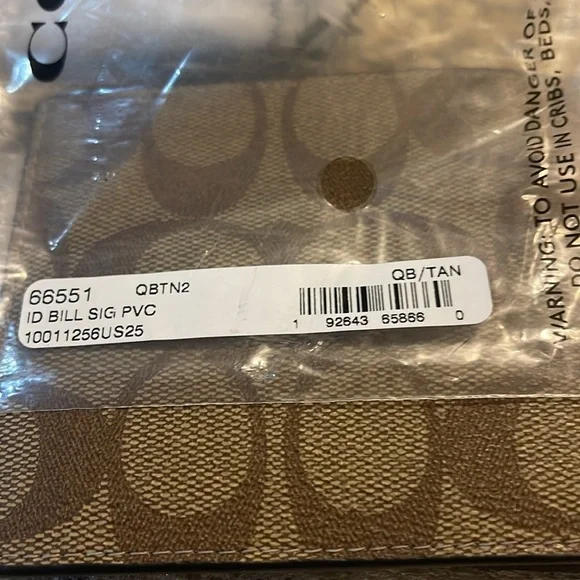 WARNING: TO AVOID DANGER OF
DO NOT USE IN CRIBS, BEDS,
66551 QBTN2 QB/TAN
ID BILL SIG PVC
10011256US25
1 92643 65866 0